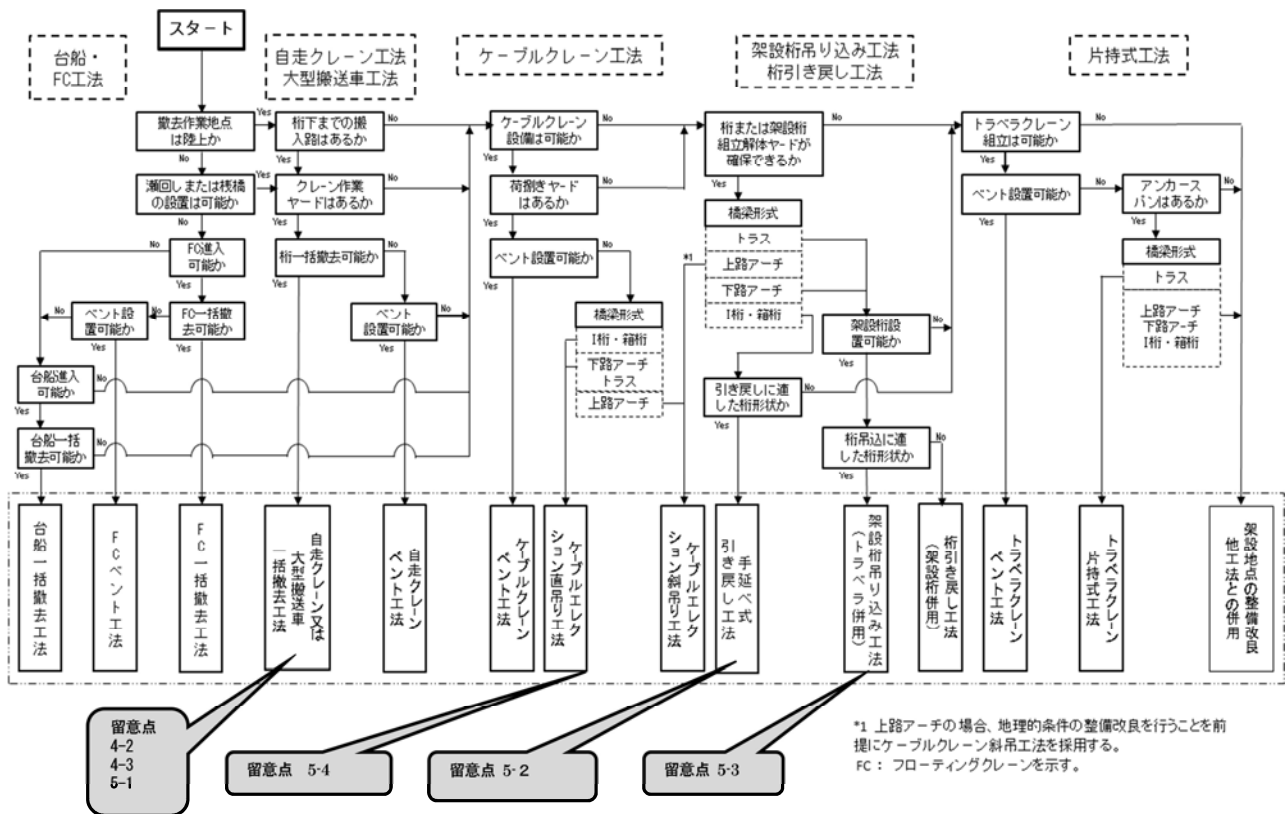 スタート
台船・
FC工法
自走クレーン工法
大型搬送車工法
ケーブルクレーン工法
架設桁吊り込み工法
桁引き戻し工法
片持式工法
撤去作業地点
は陸上か
Yes
No
桁下までの搬
入路はあるか
No
Yes
ケーブルクレーン
設備は可能か
No
Yes
桁または架設桁
組立解体ヤードが
確保できるか
No
Yes
トラベラクレーン
組立は可能か
No
Yes
瀬回しまたは桟橋
の設置は可能か
Yes
No
クレーン作業
ヤードはあるか
No
Yes
荷捌きヤード
はあるか
No
Yes
ベント設置可能か
No
Yes
アンカース
パンはあるか
No
Yes
FC進入
可能か
No
Yes
桁一括撤去可能か
No
Yes
ベント設置可能か
No
Yes
橋梁形式
トラス
上路アーチ
下路アーチ
I桁・箱桁
*1
橋梁形式
トラス
上路アーチ
下路アーチ
I桁・箱桁
ベント設
置可能か
No
Yes
FC一括撤
去可能か
No
Yes
ベント
設置可能か
No
Yes
橋梁形式
I桁・箱桁
下路アーチ
トラス
上路アーチ
架設桁設
置可能か
No
Yes
台船進入
可能か
No
Yes
引き戻しに連
した桁形状か
No
Yes
台船一括
撤去可能か
No
Yes
桁吊込に連
した桁形状か
No
Yes
台船一括撤去工法
FCベント工法
FC一括撤去工法
自走クレーン又は
大型搬送車
一括撤去工法
自走クレーン
ベント工法
ケーブルクレーン
ベント工法
ケーブルエレク
ション直吊り工法
ケーブルエレク
ション斜吊り工法
手延べ式
引き戻し工法
架設桁吊り込み工法
(トラベラ併用)
桁引き戻し工法
(架設桁併用)
トラベラクレーン
ベント工法
トラベラクレーン
片持式工法
架設地点の整備改良
他工法との併用
留意点
4-2
4-3
5-1
留意点 5-4
留意点 5-2
留意点 5-3
*1 上路アーチの場合、地理的条件の整備改良を行うことを前
提にケーブルクレーン斜吊工法を採用する。
FC： フローティングクレーンを示す。